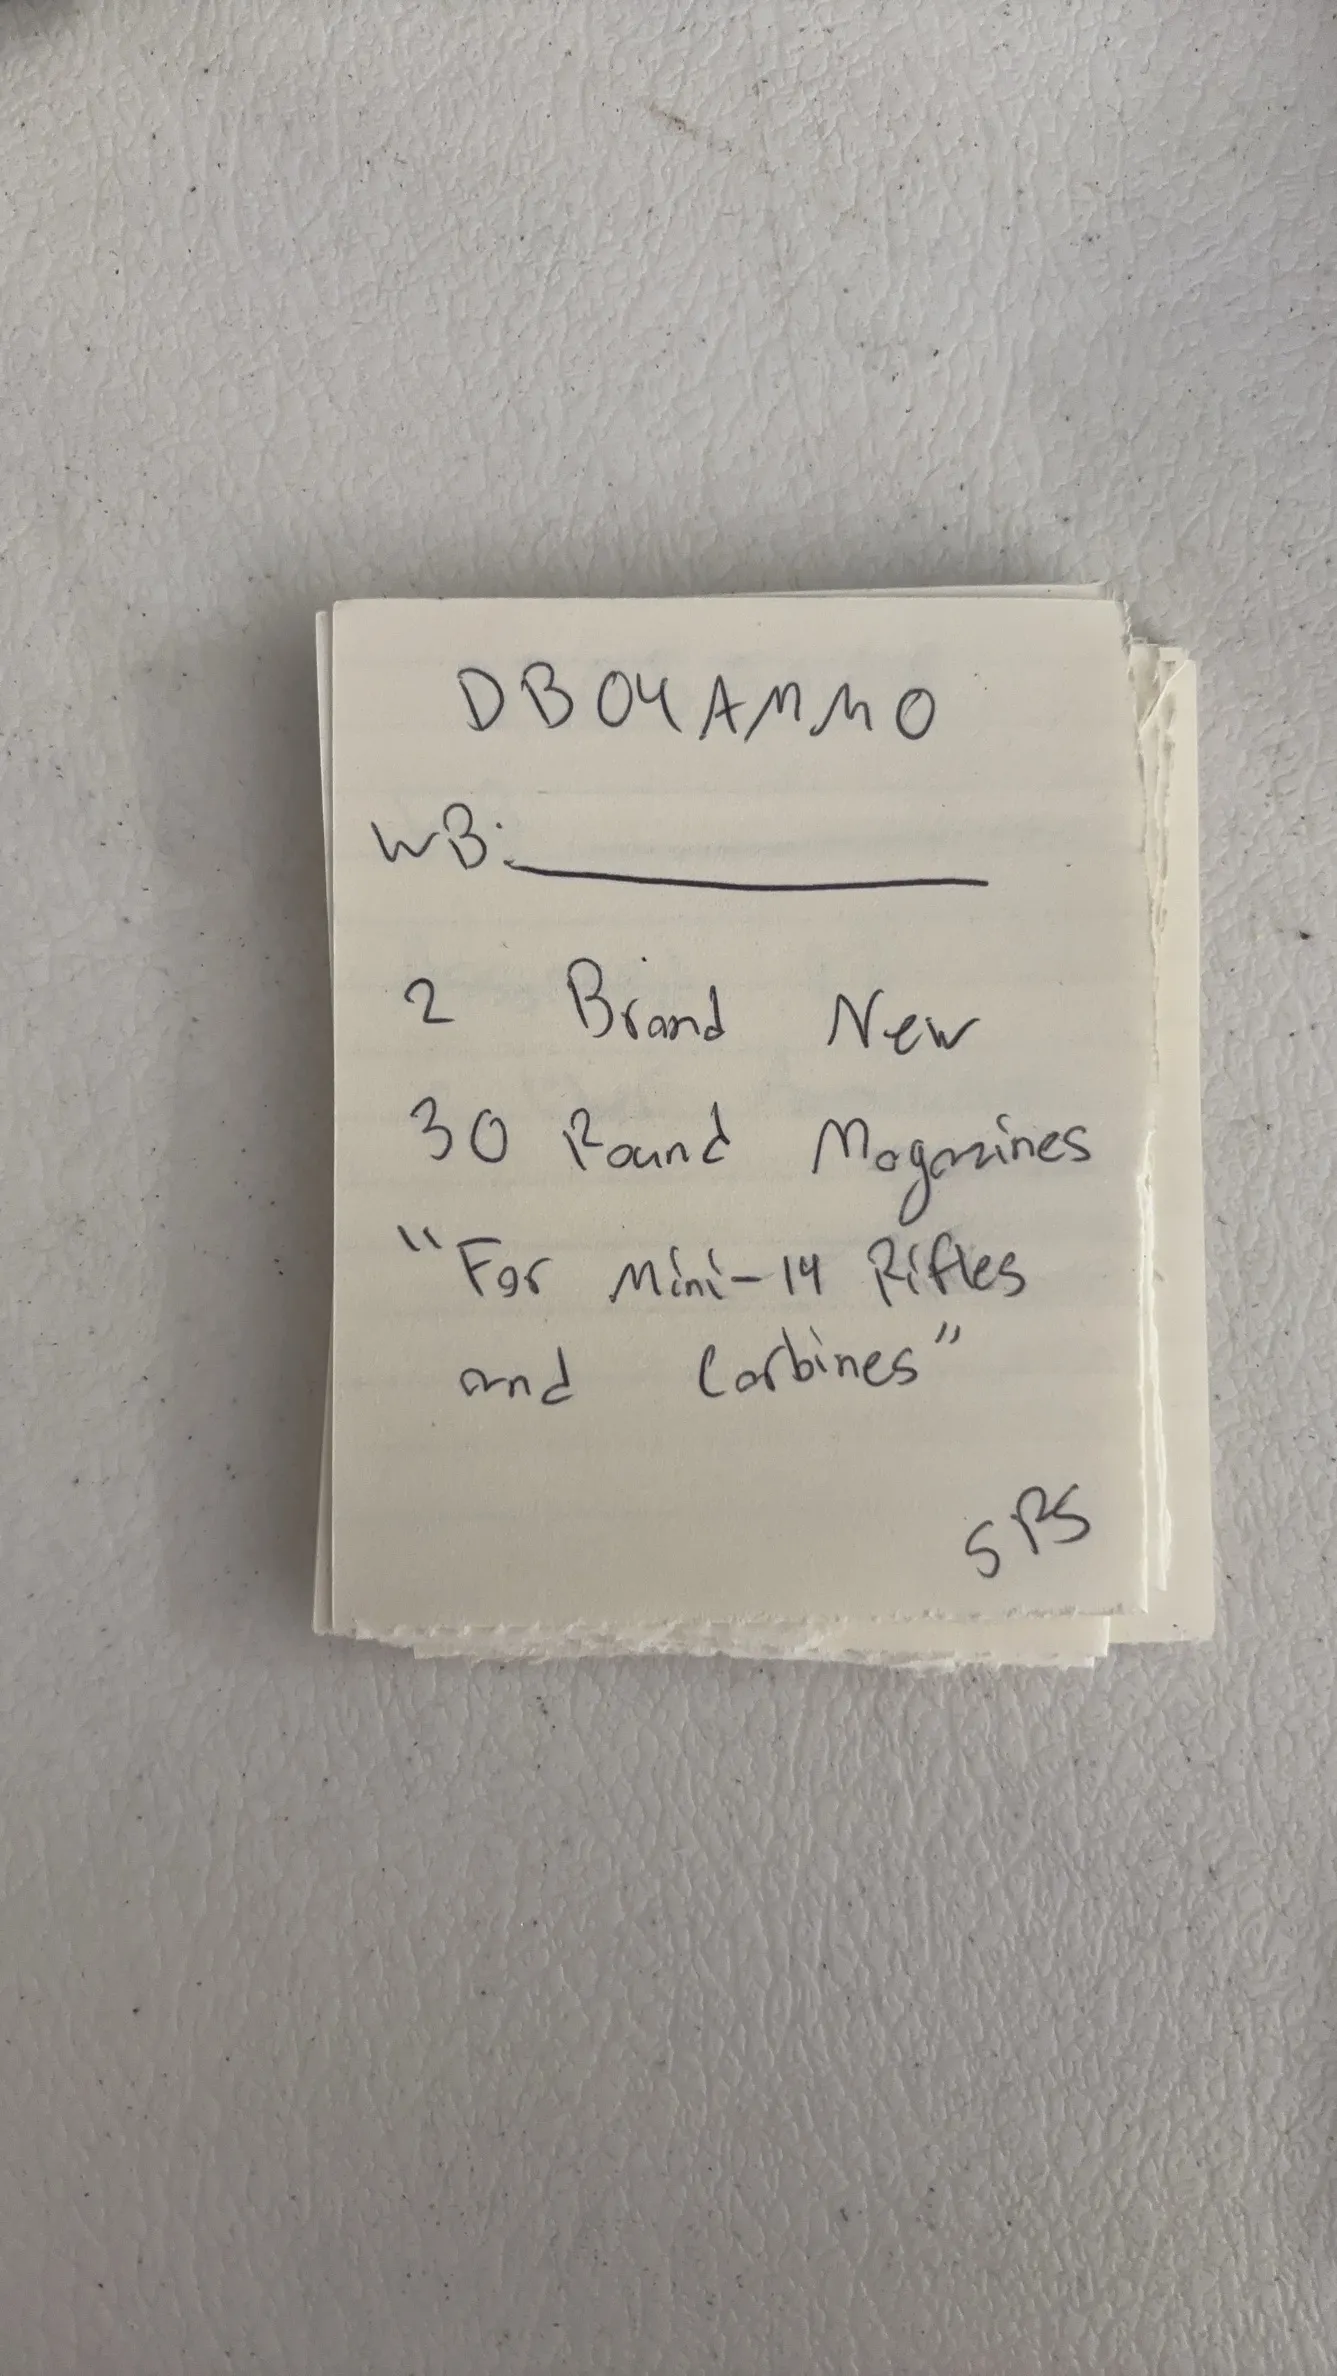 DB04AMMO
WB:
2 Brand New
30 Round Magazines
"For Mini-14 Rifles
and Carbines"
SPS